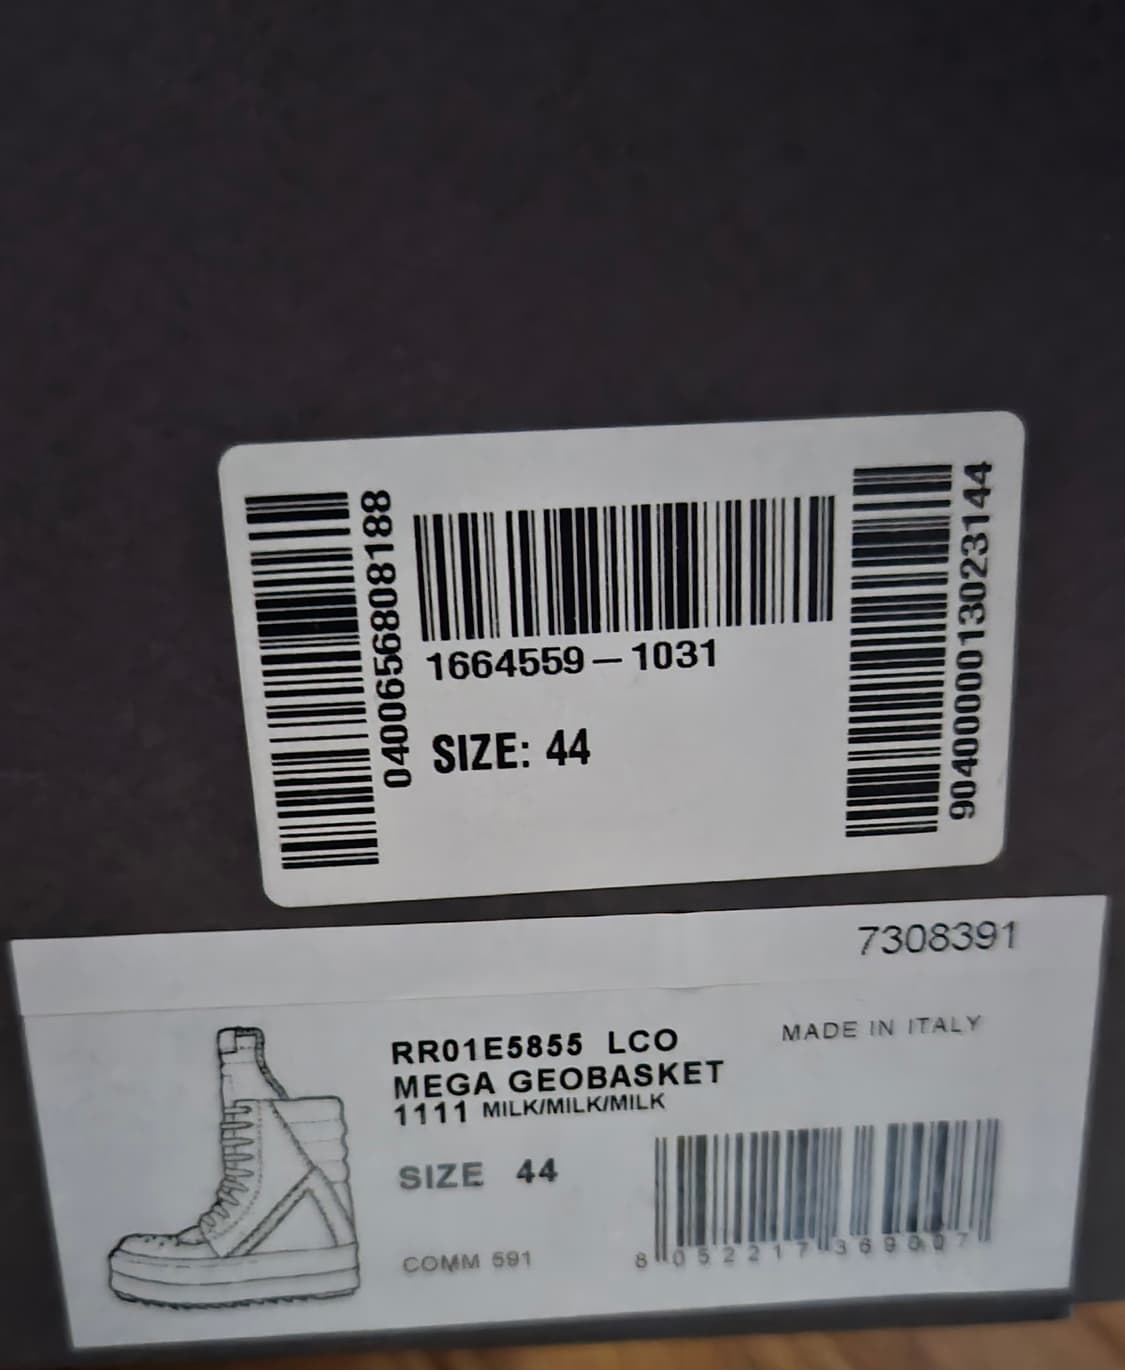 0400656808188
1664559–1031
SIZE: 44
9040000013023144
7308391
MADE IN ITALY
RR01E5855 LCO
MEGA GEOBASKET
1111 MILK/MILK/MILK
SIZE 44
COMM 591